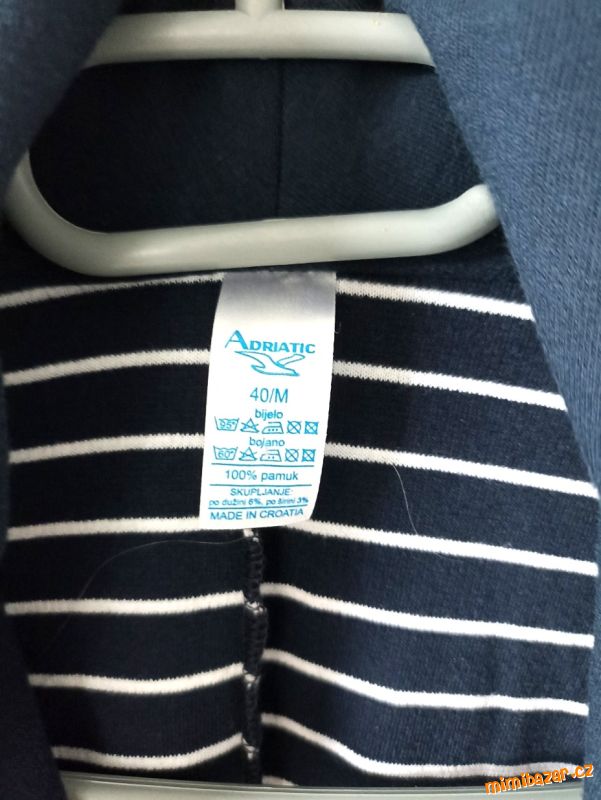 ADRIATIC
40/M
bijelo
95°
bojano
60°
100% pamuk
SKUPLJANJE:
po dužini 6%, po širini 3%
MADE IN CROATIA
mimibazar.cz